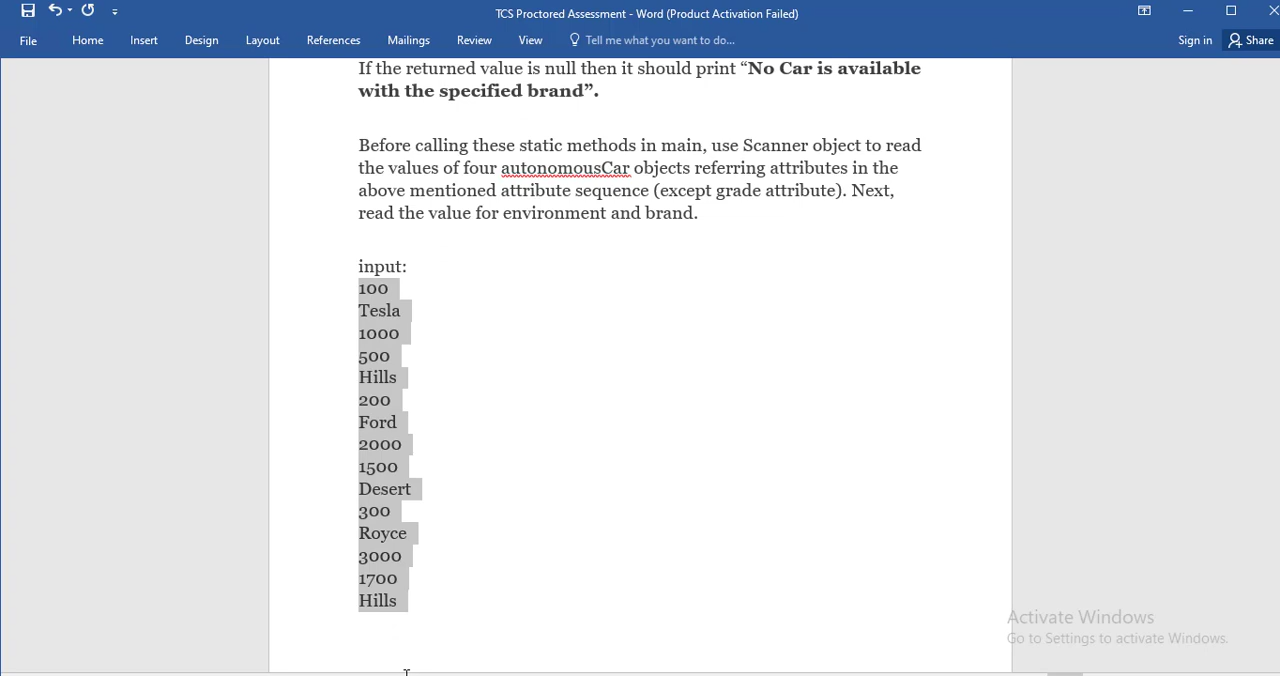 TCS Proctored Assessment - Word (Product Activation Failed)
File Home Insert Design Layout References Mailings Review View Tell me what you want to do... Sign in Share
If the returned value is null then it should print “No Car is available
with the specified brand”.
Before calling these static methods in main, use Scanner object to read
the values of four autonomousCar objects referring attributes in the
above mentioned attribute sequence (except grade attribute). Next,
read the value for environment and brand.
input:
100
Tesla
1000
500
Hills
200
Ford
2000
1500
Desert
300
Royce
3000
1700
Hills
Activate Windows
Go to Settings to activate Windows.